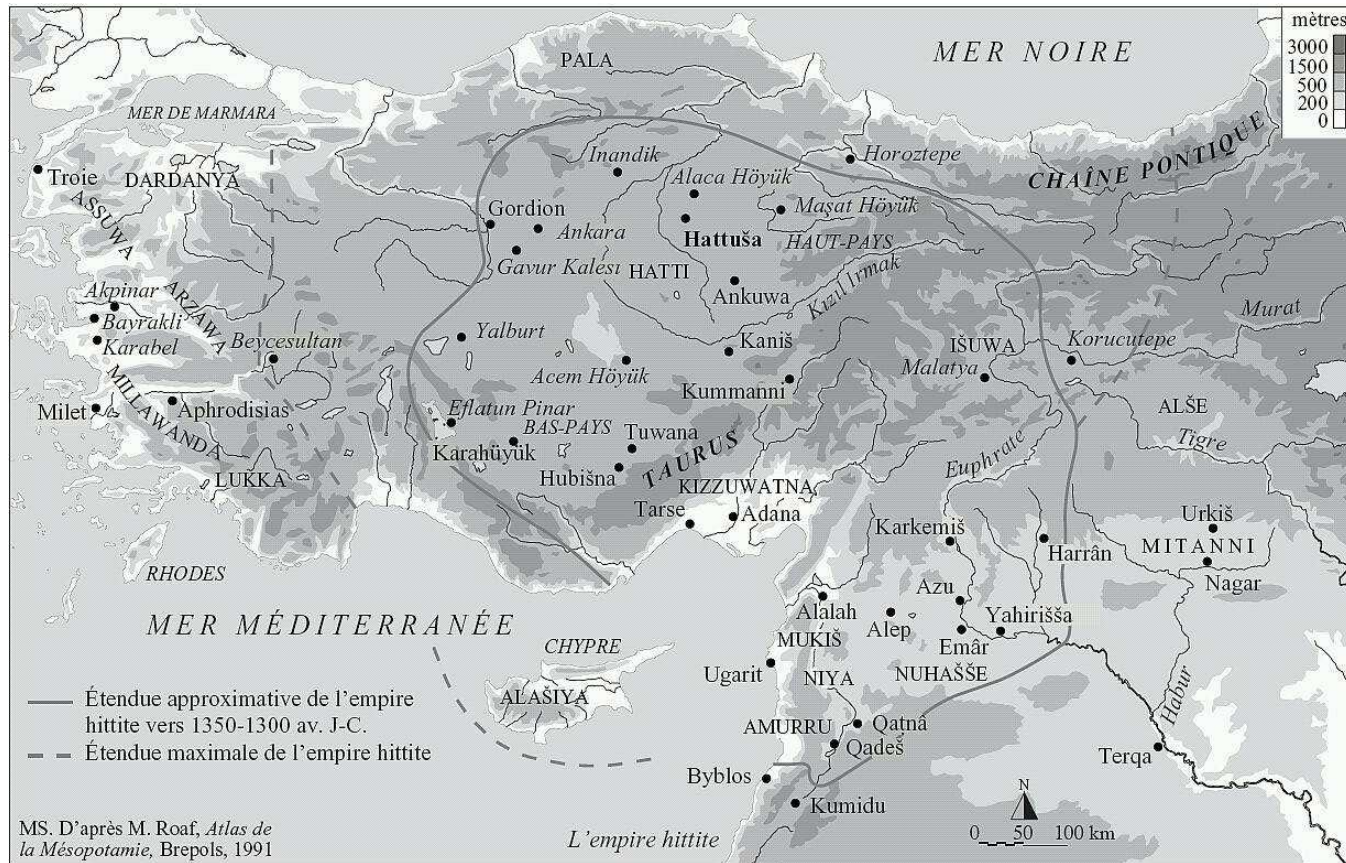 mètres
3000
1500
500
200
0
MER NOIRE
PALA
MER DE MARMARA
CHAÎNE PONTIQUE
Troie
DARDANYA
ASSUWA
Inandik
Horoztepe
Alaca Höyük
Maşat Höyük
Gordion
Ankara
Hattuša
HAUT-PAYS
Gavur Kalesı
HATTI
Ankuwa
Kızıl Irmak
Akpinar
ARZAWA
Bayrakli
Karabel
Beycesultan
Yalburt
Kaniš
IŠUWA
Korucutepe
Murat
Acem Höyük
Kummanni
Malatya
Milet
MILLAWANDA
Aphrodisias
Eflatun Pinar
BAS-PAYS
ALŠE
Karahüyük
Tuwana
TAURUS
Euphrate
Tigre
LUKKA
Hubišna
KIZZUWATNA
Tarse
Adana
Karkemiš
Urkiš
Harrân
MITANNI
Nagar
RHODES
Azu
Yahirišša
Alalah
Alep
MER MÉDITERRANÉE
MUKIŠ
Emâr
CHYPRE
Ugarit
NIYA
NUHAŠŠE
Habur
ALAŠIYA
Étendue approximative de l'empire
hittite vers 1350-1300 av. J-C.
AMURRU
Qatnâ
Qadeš
Étendue maximale de l'empire hittite
Terqa
Byblos
Kumidu
N
MS. D'après M. Roaf, Atlas de
la Mésopotamie, Brepols, 1991
L'empire hittite
0 50 100 km